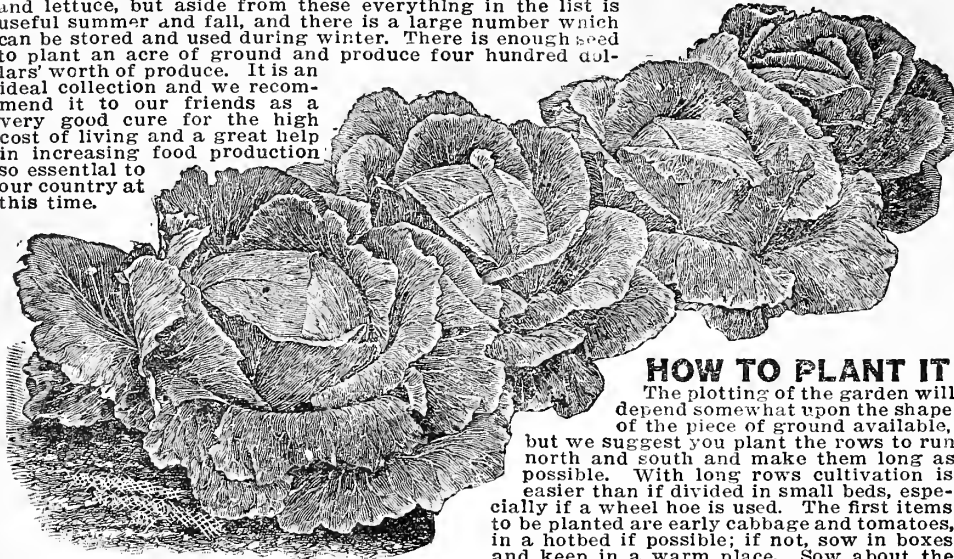 and lettuce, but aside from these everything in the list is
useful summer and fall, and there is a large number which
can be stored and used during winter. There is enough seed
to plant an acre of ground and produce four hundred dol-
lars' worth of produce. It is an
ideal collection and we recom-
mend it to our friends as a
very good cure for the high
cost of living and a great help
in increasing food production
so essential to
our country at
this time.
HOW TO PLANT IT
The plotting of the garden will
depend somewhat upon the shape
of the piece of ground available,
but we suggest you plant the rows to run
north and south and make them long as
possible. With long rows cultivation is
easier than if divided in small beds, espe-
cially if a wheel hoe is used. The first items
to be planted are early cabbage and tomatoes,
in a hotbed if possible; if not, sow in boxes
and keep in a warm place. Sow about the